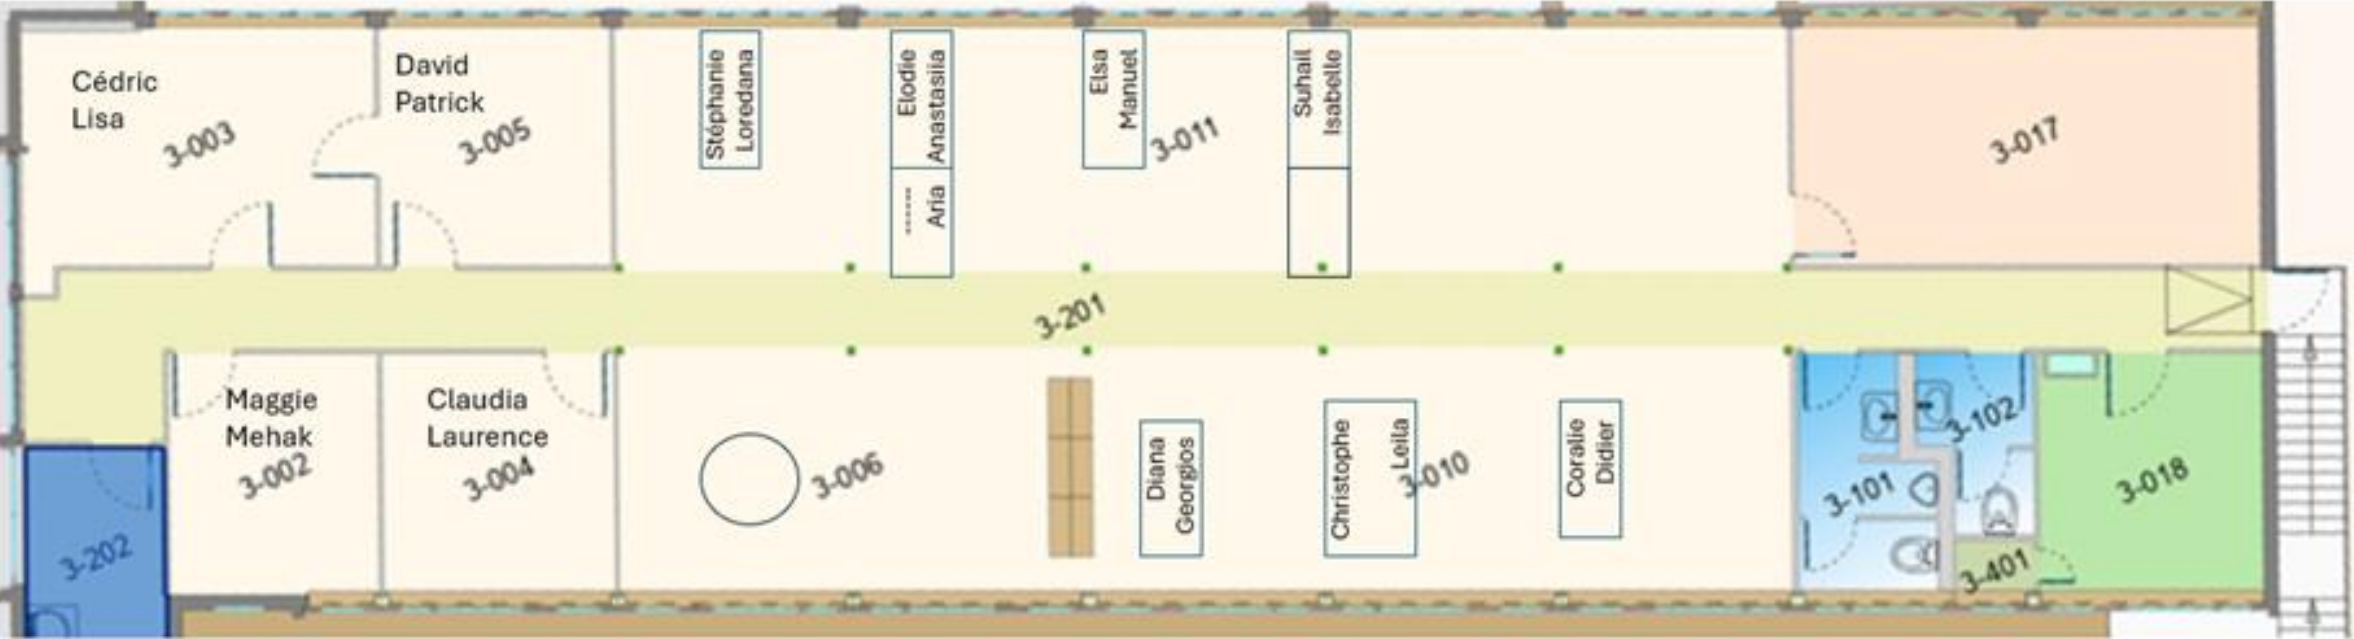 Cédric
Lisa
3-003
David
Patrick
3-005
Stéphanie
Loredana
Elodie
Anastasiia
Aria
Elsa
Manuel
3-011
Suhail
Isabelle
3-017
3-201
Maggie
Mehak
3-002
Claudia
Laurence
3-004
3-006
Diana
Georgios
Christophe
Leila
3-010
Coralie
Didier
3-101
3-102
3-018
3-401
3-202